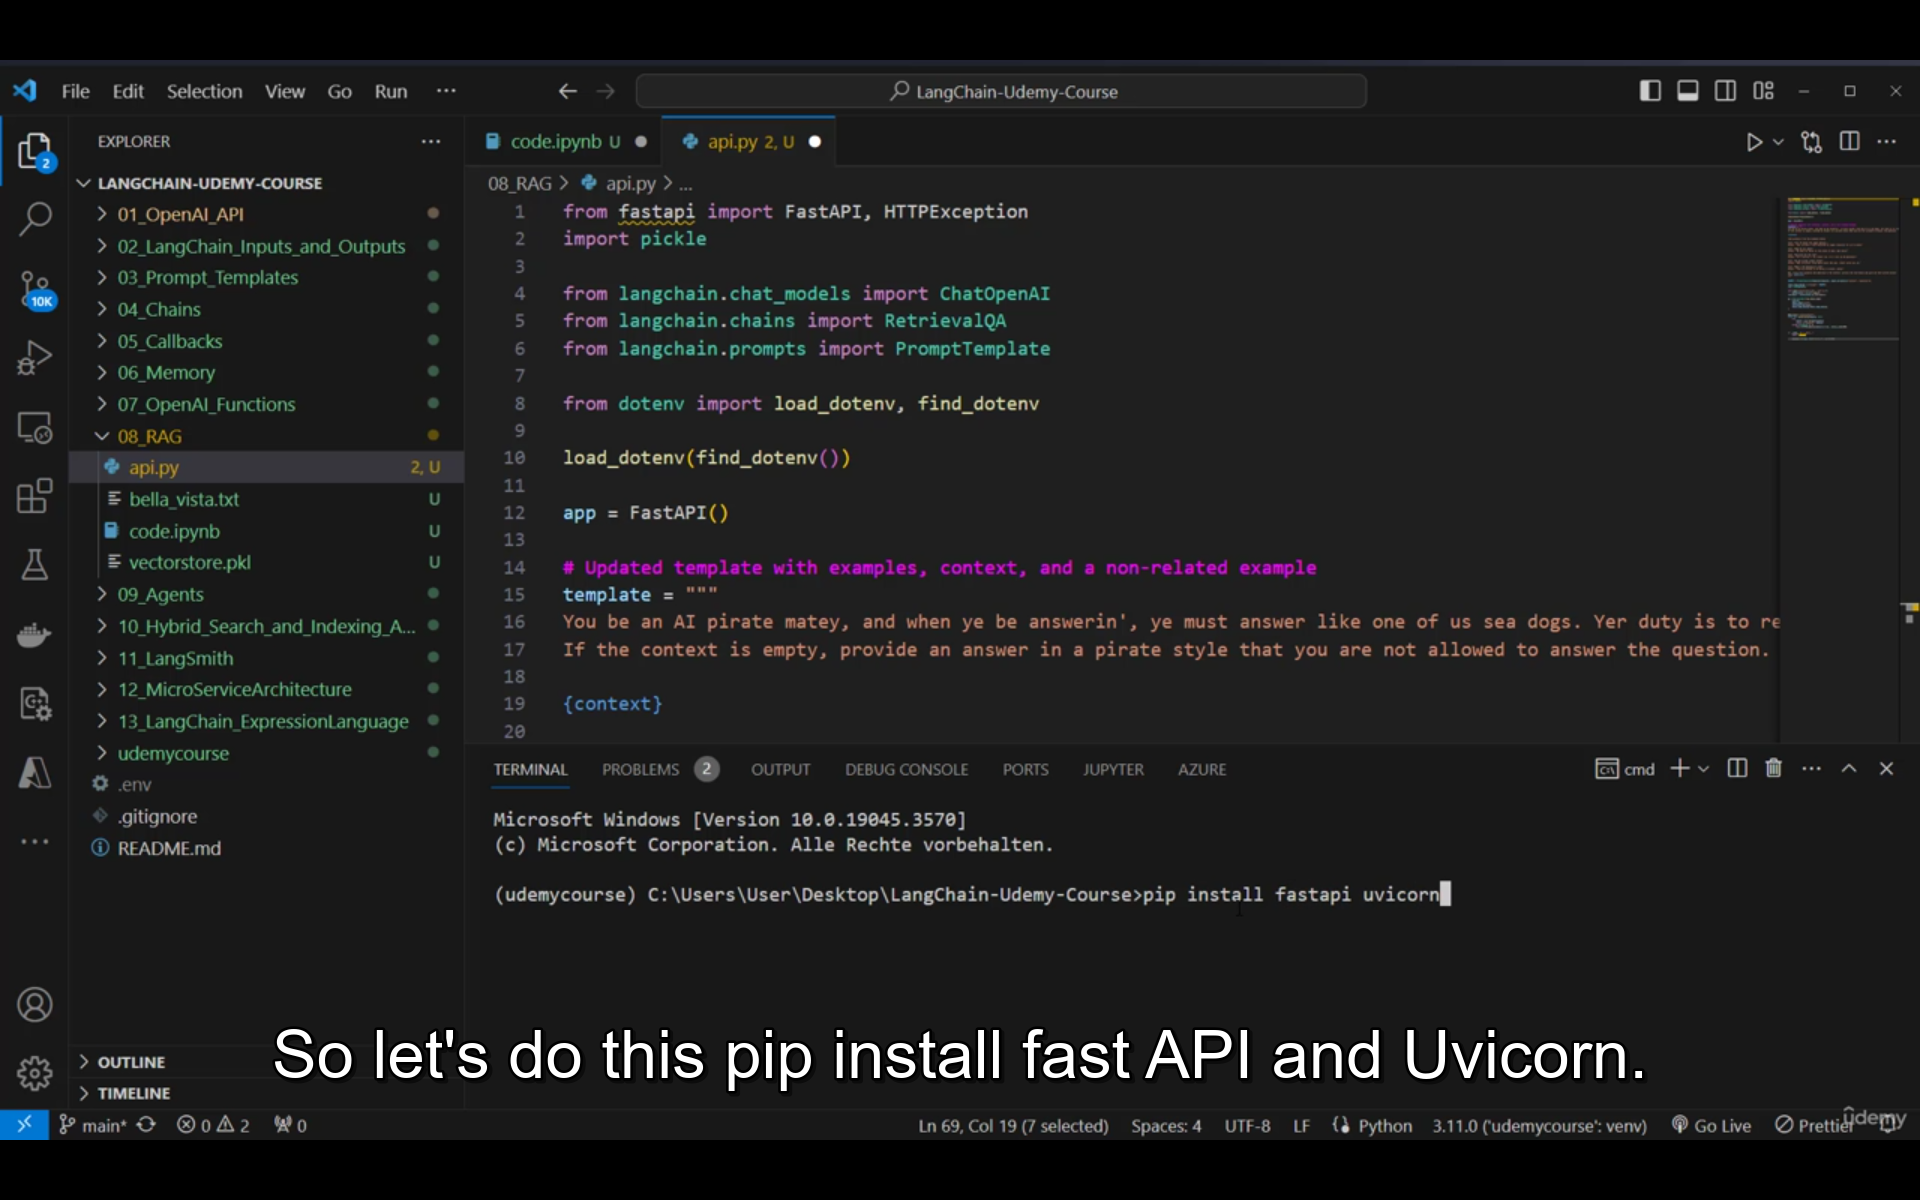 File Edit Selection View Go Run ...
LangChain-Udemy-Course
EXPLORER ...
LANGCHAIN-UDEMY-COURSE
01_OpenAI_API
02_LangChain_Inputs_and_Outputs
03_Prompt_Templates
04_Chains
05_Callbacks
06_Memory
07_OpenAI_Functions
08_RAG
api.py 2, U
bella_vista.txt U
code.ipynb U
vectorstore.pkl U
09_Agents
10_Hybrid_Search_and_Indexing_A...
11_LangSmith
12_MicroServiceArchitecture
13_LangChain_ExpressionLanguage
udemycourse
.env
.gitignore
README.md
OUTLINE
TIMELINE
2
10K
code.ipynb U
api.py 2, U
08_RAG > api.py > ...
1 from fastapi import FastAPI, HTTPException
2 import pickle
3
4 from langchain.chat_models import ChatOpenAI
5 from langchain.chains import RetrievalQA
6 from langchain.prompts import PromptTemplate
7
8 from dotenv import load_dotenv, find_dotenv
9
10 load_dotenv(find_dotenv())
11
12 app = FastAPI()
13
14 # Updated template with examples, context, and a non-related example
15 template = """
16 You be an AI pirate matey, and when ye be answerin', ye must answer like one of us sea dogs. Yer duty is to re
17 If the context is empty, provide an answer in a pirate style that you are not allowed to answer the question.
18
19 {context}
20
TERMINAL PROBLEMS 2 OUTPUT DEBUG CONSOLE PORTS JUPYTER AZURE
cmd
Microsoft Windows [Version 10.0.19045.3570]
(c) Microsoft Corporation. Alle Rechte vorbehalten.
(udemycourse) C:\Users\User\Desktop\LangChain-Udemy-Course>pip install fastapi uvicorn
So let's do this pip install fast API and Uvicorn.
main* 0 2 0
Ln 69, Col 19 (7 selected) Spaces: 4 UTF-8 LF Python 3.11.0 ('udemycourse': venv) Go Live Prettier
udemy